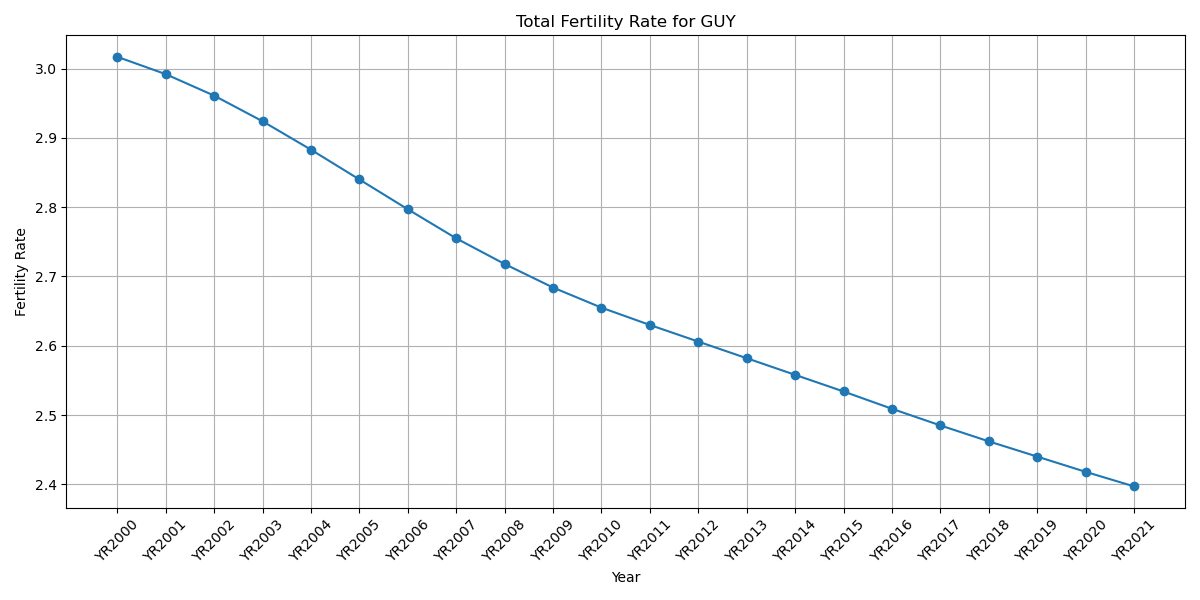 Total Fertility Rate for GUY
Fertility Rate
3.0
2.9
2.8
2.7
2.6
2.5
2.4
YR2000
YR2001
YR2002
YR2003
YR2004
YR2005
YR2006
YR2007
YR2008
YR2009
YR2010
YR2011
YR2012
YR2013
YR2014
YR2015
YR2016
YR2017
YR2018
YR2019
YR2020
YR2021
Year